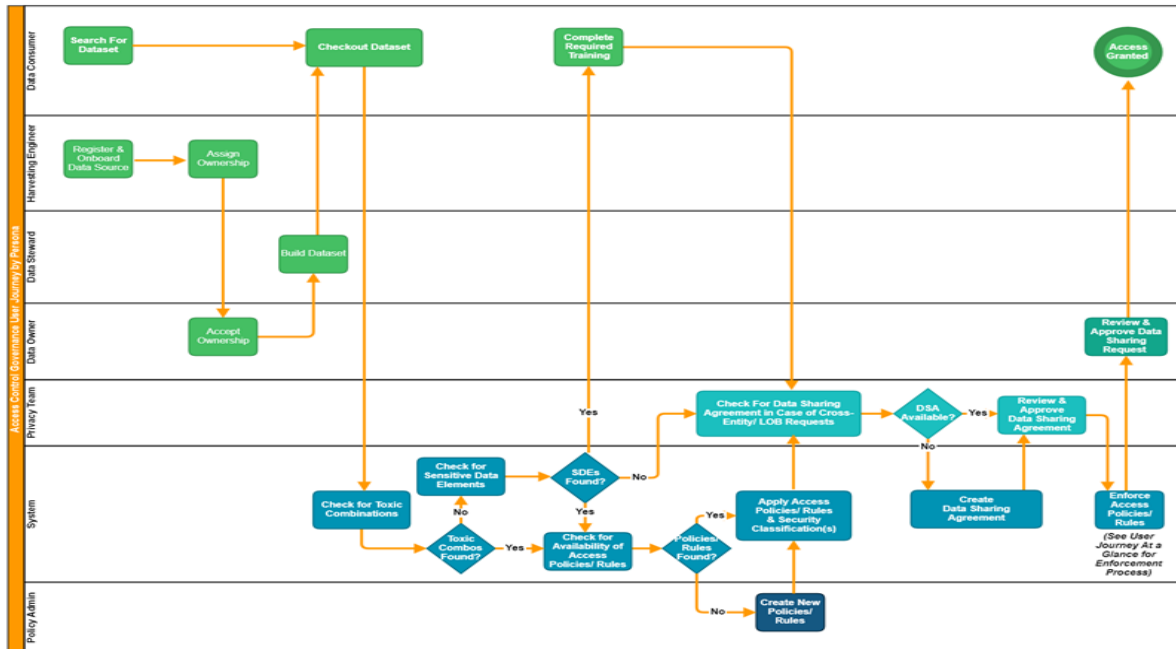 Access Control Governance User Journey by Persona
Data Consumer
Search For
Dataset
Checkout Dataset
Complete
Required
Training
Access
Granted
Harvesting Engineer
Register &
Onboard
Data Source
Assign
Ownership
Data Steward
Build Dataset
Data Owner
Accept
Ownership
Review &
Approve Data
Sharing
Request
Privacy Team
Yes
Check For Data Sharing
Agreement in Case of Cross-
Entity/ LOB Requests
DSA
Available?
Yes
Review &
Approve
Data Sharing
Agreement
No
System
Check for
Sensitive Data
Elements
SDEs
Found?
No
Check for Toxic
Combinations
No
Yes
Toxic
Combos
Found?
Yes
Check for
Availability of
Access
Policies/ Rules
Policies/
Rules
Found?
Yes
Apply Access
Policies/ Rules
& Security
Classification(s)
Create
Data Sharing
Agreement
Enforce
Access
Policies/
Rules
(See User
Journey At a
Glance for
Enforcement
Process)
Policy Admin
No
Create New
Policies/
Rules